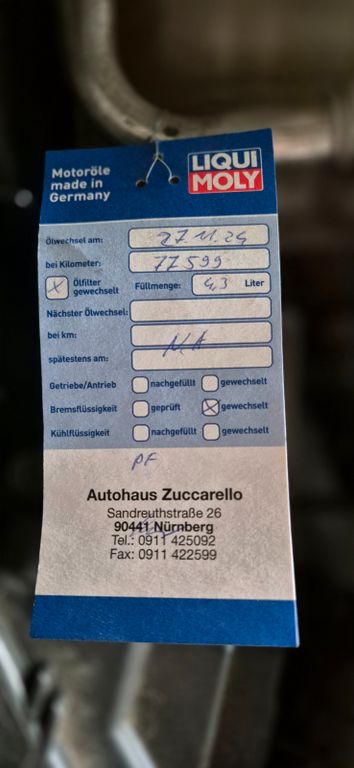 Motoröle
made in
Germany
LIQUI
MOLY
Ölwechsel am: 27.11.24
bei Kilometer: 77599
Ölfilter
gewechselt
Füllmenge: 4,3 Liter
Nächster Ölwechsel:
bei km:
spätestens am:
Getriebe/Antrieb nachgefüllt gewechselt
Bremsflüssigkeit geprüft gewechselt
Kühlflüssigkeit nachgefüllt gewechselt
Autohaus Zuccarello
Sandreuthstraße 26
90441 Nürnberg
Tel.: 0911 425092
Fax: 0911 422599